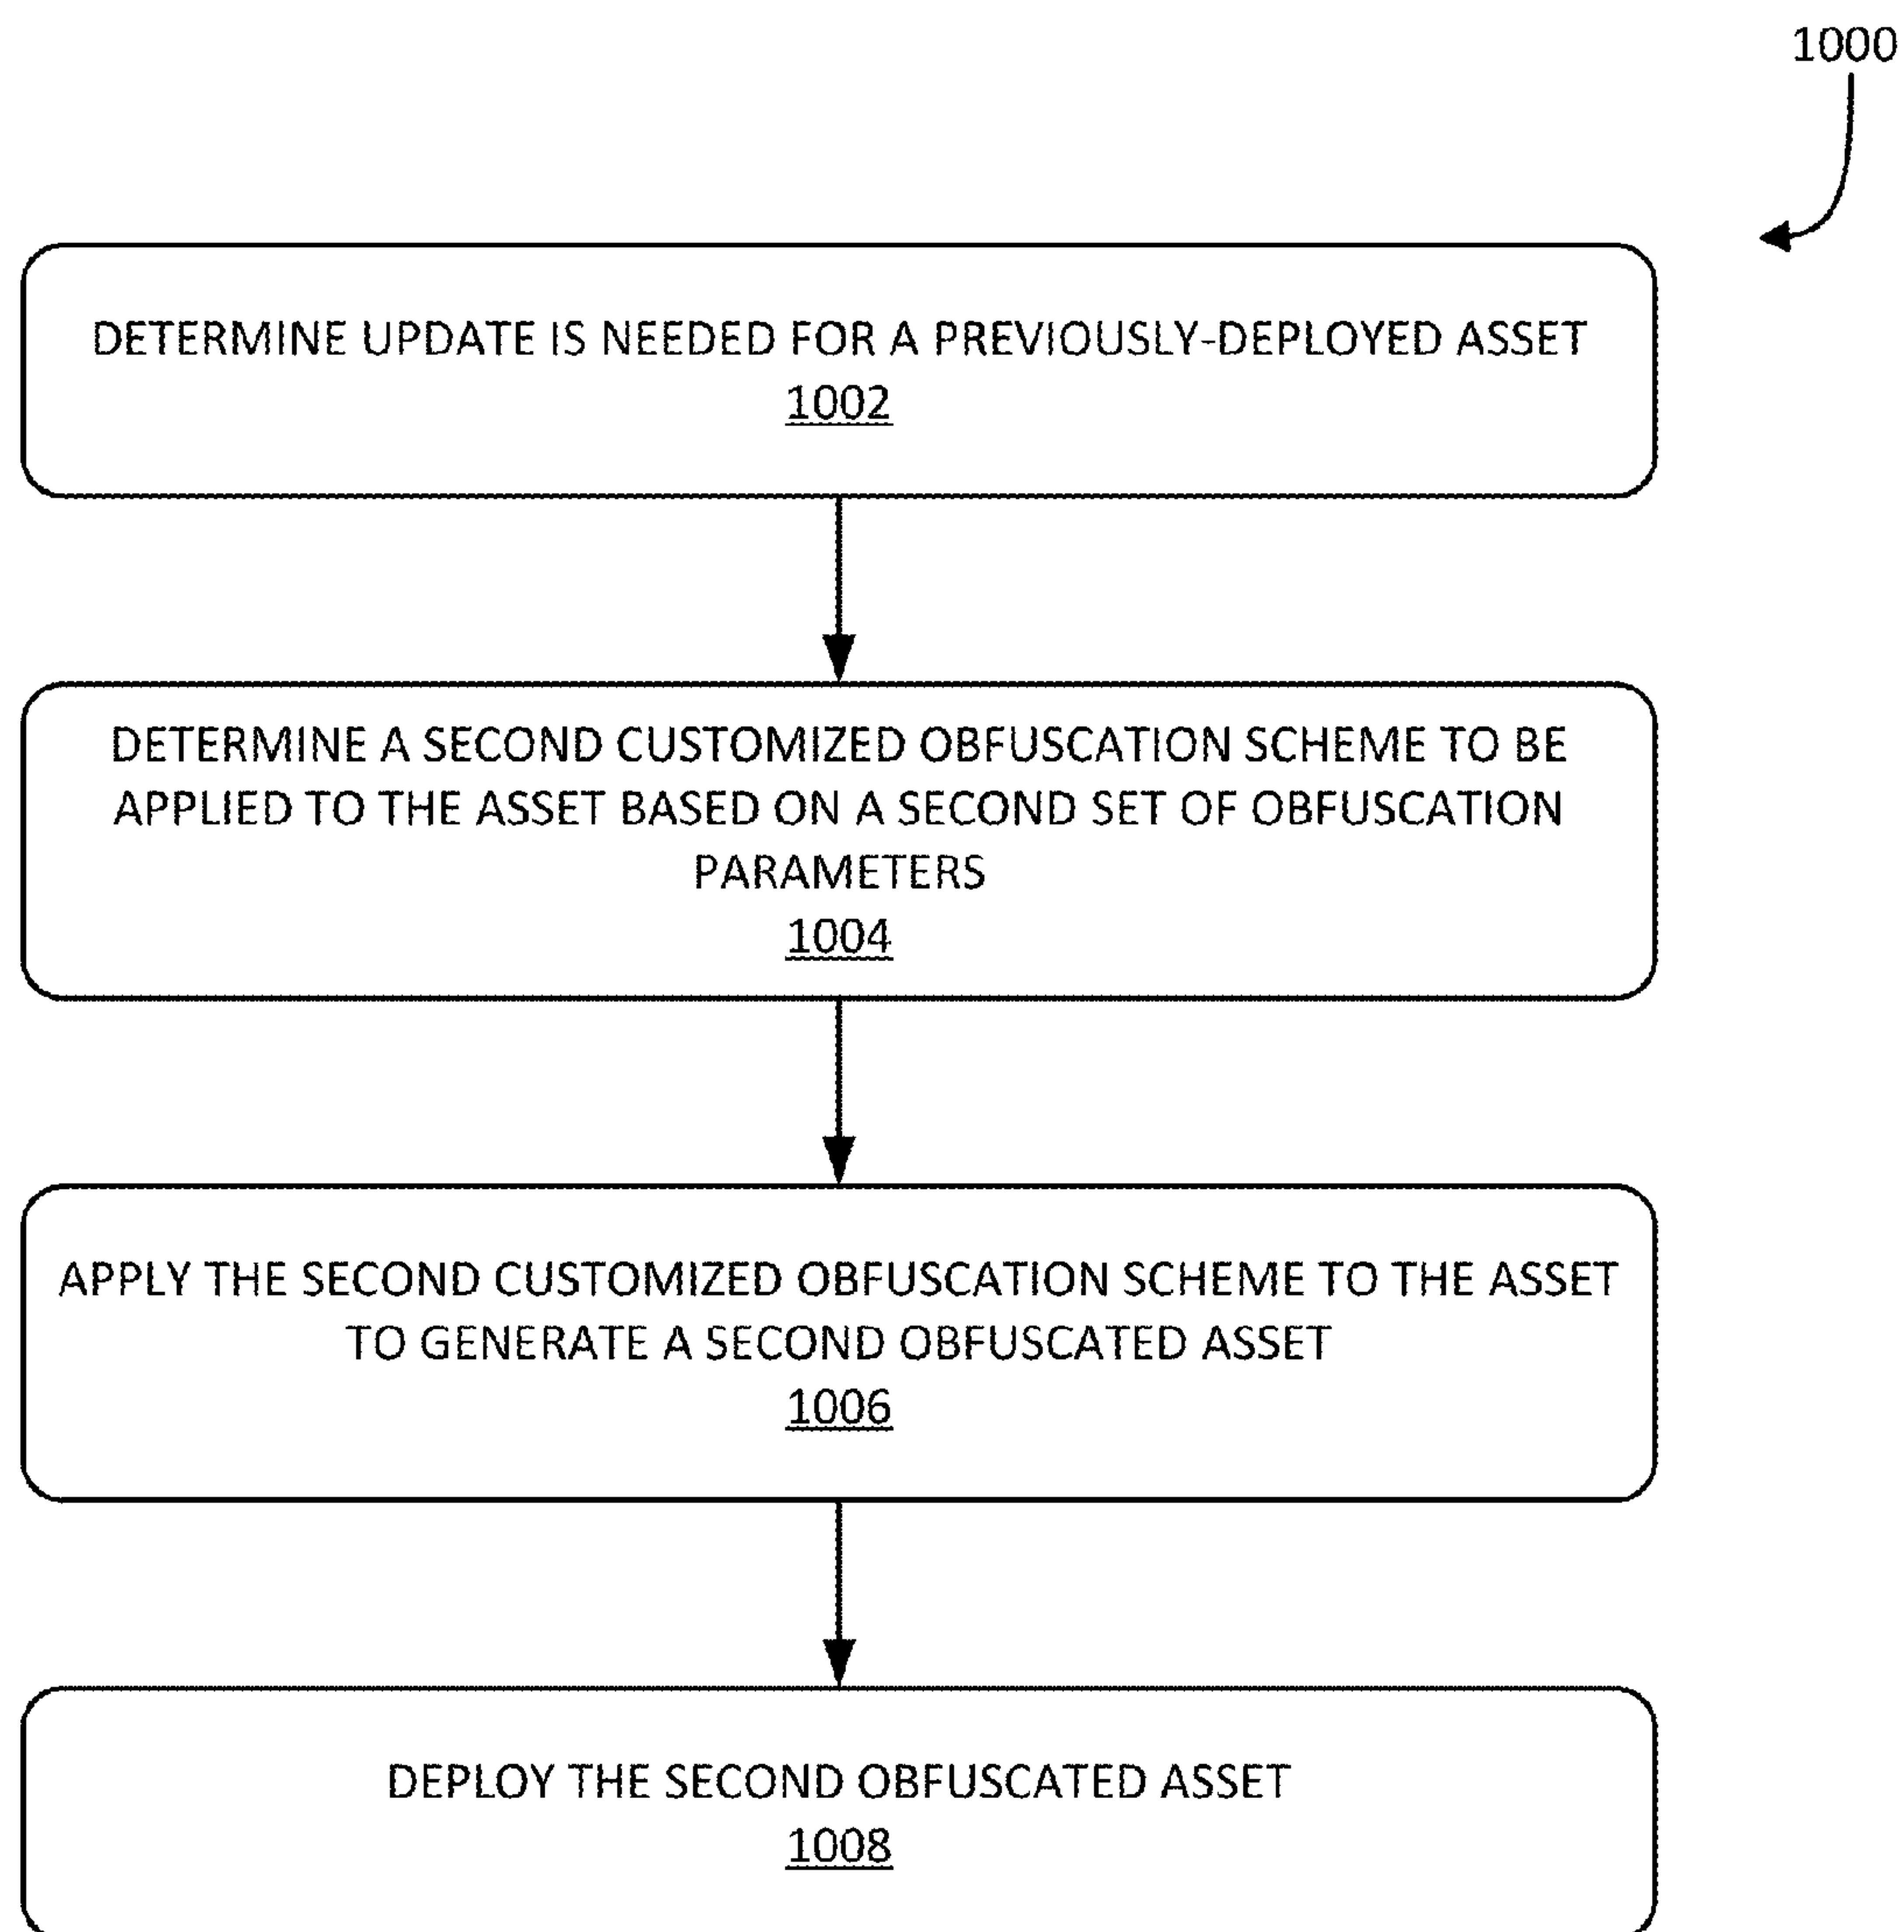 1000
DETERMINE UPDATE IS NEEDED FOR A PREVIOUSLY-DEPLOYED ASSET
1002
DETERMINE A SECOND CUSTOMIZED OBFUSCATION SCHEME TO BE
APPLIED TO THE ASSET BASED ON A SECOND SET OF OBFUSCATION
PARAMETERS
1004
APPLY THE SECOND CUSTOMIZED OBFUSCATION SCHEME TO THE ASSET
TO GENERATE A SECOND OBFUSCATED ASSET
1006
DEPLOY THE SECOND OBFUSCATED ASSET
1008